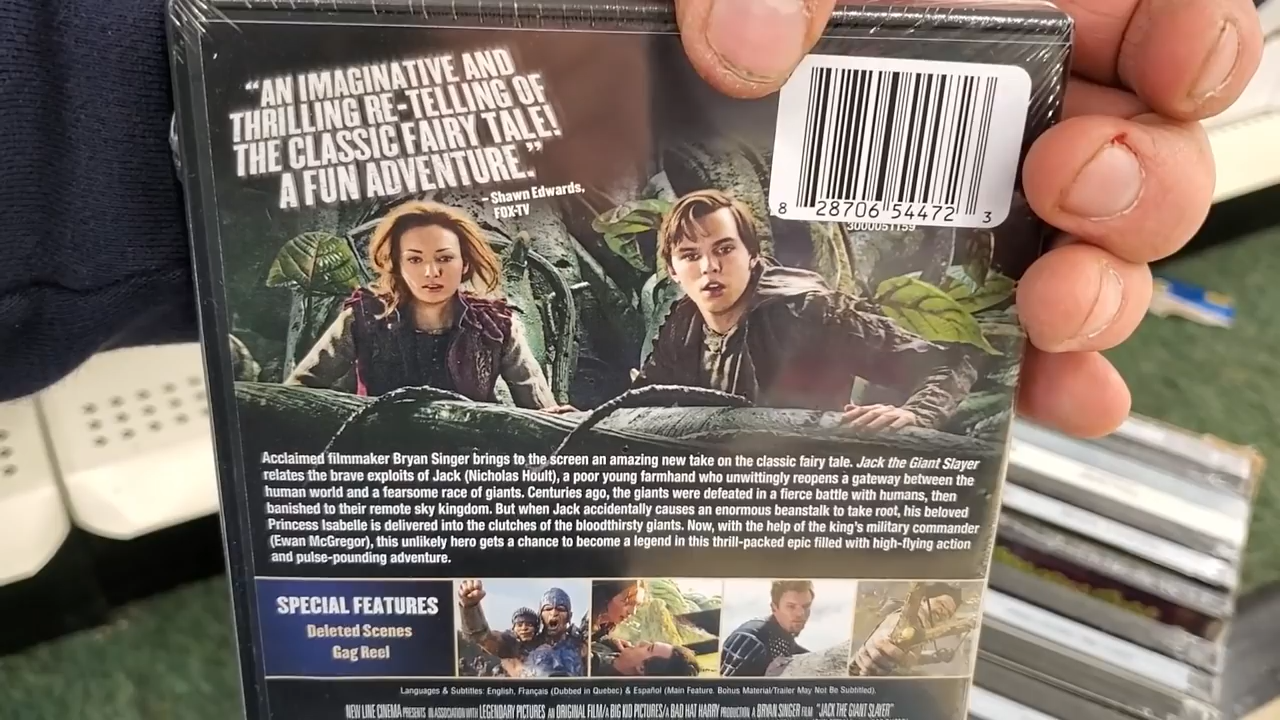 “AN IMAGINATIVE AND
THRILLING RE-TELLING OF
THE CLASSIC FAIRY TALE!
A FUN ADVENTURE.”
– Shawn Edwards,
FOX-TV
8 28706 54472 3
3000051159
Acclaimed filmmaker Bryan Singer brings to the screen an amazing new take on the classic fairy tale. Jack the Giant Slayer
relates the brave exploits of Jack (Nicholas Hoult), a poor young farmhand who unwittingly reopens a gateway between the
human world and a fearsome race of giants. Centuries ago, the giants were defeated in a fierce battle with humans, then
banished to their remote sky kingdom. But when Jack accidentally causes an enormous beanstalk to take root, his beloved
Princess Isabelle is delivered into the clutches of the bloodthirsty giants. Now, with the help of the king's military commander
(Ewan McGregor), this unlikely hero gets a chance to become a legend in this thrill-packed epic filled with high-flying action
and pulse-pounding adventure.
SPECIAL FEATURES
Deleted Scenes
Gag Reel
Languages & Subtitles: English, Français (Dubbed in Quebec) & Español (Main Feature. Bonus Material/Trailer May Not Be Subtitled).
NEW LINE CINEMA PRESENTS IN ASSOCIATION WITH LEGENDARY PICTURES AN ORIGINAL FILM/A BIG KID PICTURES/A BAD HAT HARRY PRODUCTION A BRYAN SINGER FILM "JACK THE GIANT SLAYER"